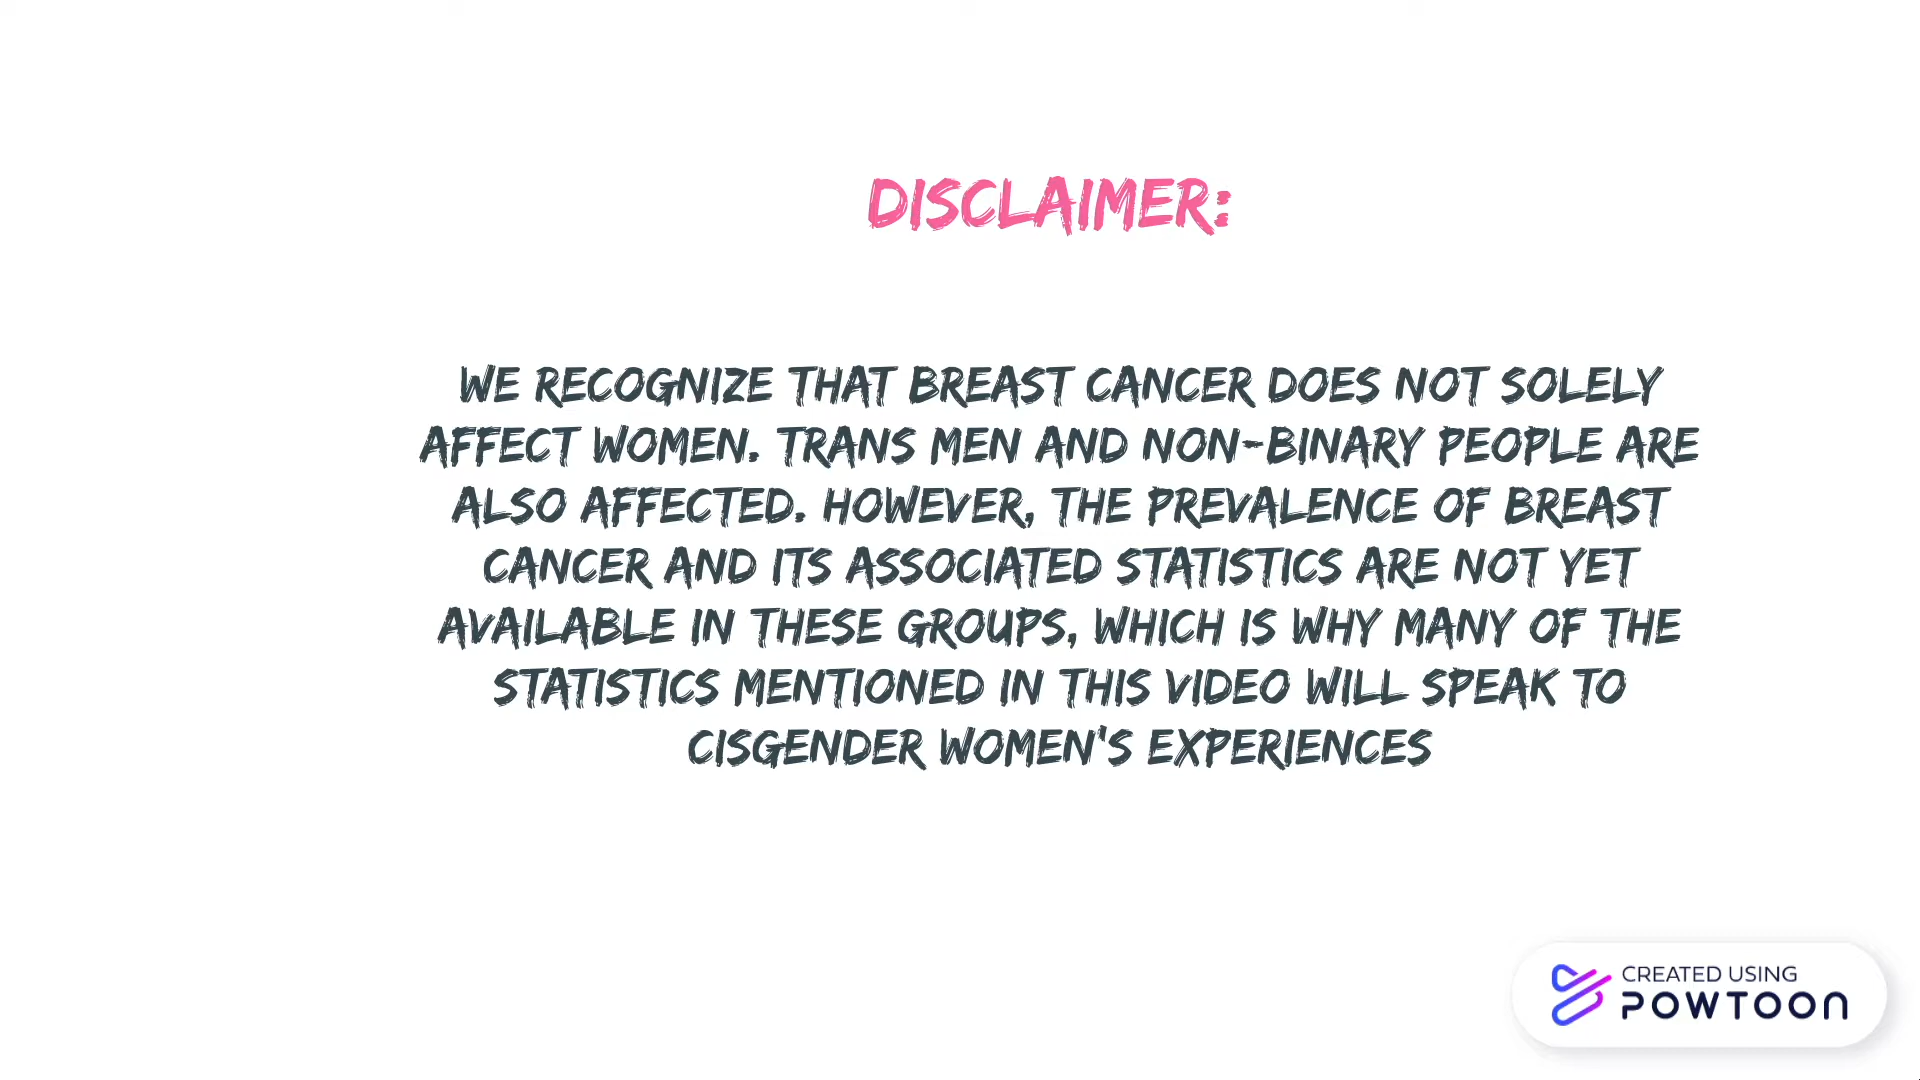 DISCLAIMER:
WE RECOGNIZE THAT BREAST CANCER DOES NOT SOLELY
AFFECT WOMEN. TRANS MEN AND NON-BINARY PEOPLE ARE
ALSO AFFECTED. HOWEVER, THE PREVALENCE OF BREAST
CANCER AND ITS ASSOCIATED STATISTICS ARE NOT YET
AVAILABLE IN THESE GROUPS, WHICH IS WHY MANY OF THE
STATISTICS MENTIONED IN THIS VIDEO WILL SPEAK TO
CISGENDER WOMEN'S EXPERIENCES
CREATED USING
POWTOON